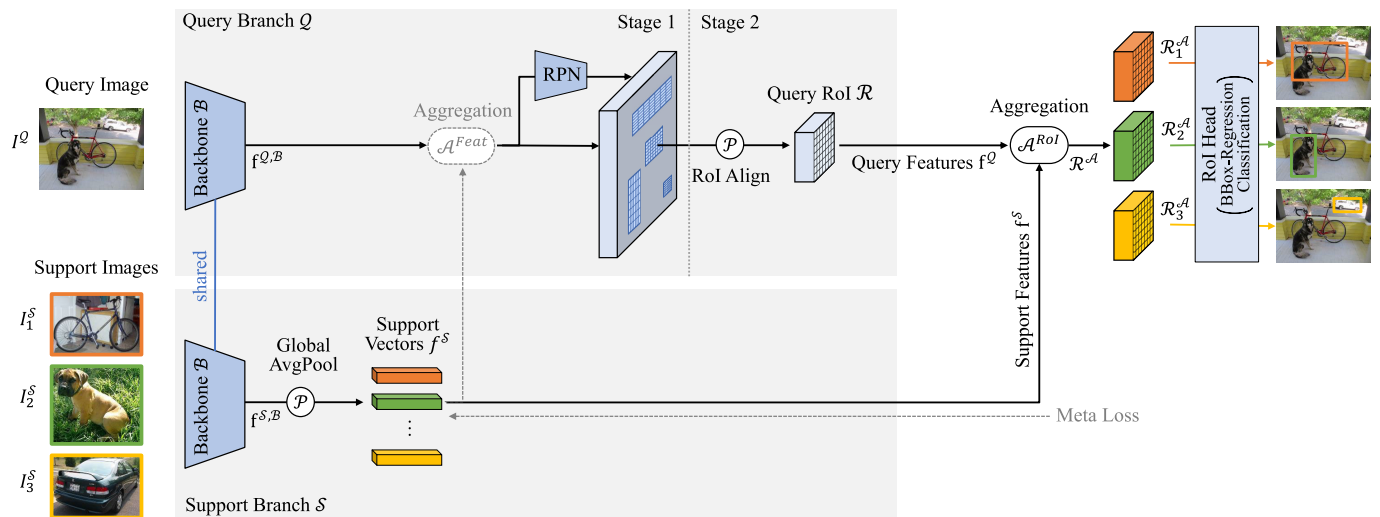 Query Branch 𝒬
Stage 1
Stage 2
Query Image
I^𝒬
Backbone ℬ
f^{𝒬,ℬ}
Aggregation
𝒜^{Feat}
RPN
𝒫
RoI Align
Query RoI ℛ
Query Features f^𝒬
Aggregation
𝒜^{RoI}
ℛ^𝒜
ℛ_1^𝒜
ℛ_2^𝒜
ℛ_3^𝒜
RoI Head
(BBox-Regression
Classification)
shared
Support Images
I_1^𝒮
I_2^𝒮
I_3^𝒮
Backbone ℬ
f^{𝒮,ℬ}
Global
AvgPool
𝒫
Support
Vectors f^𝒮
⋮
Support Features f^𝒮
Meta Loss
Support Branch 𝒮